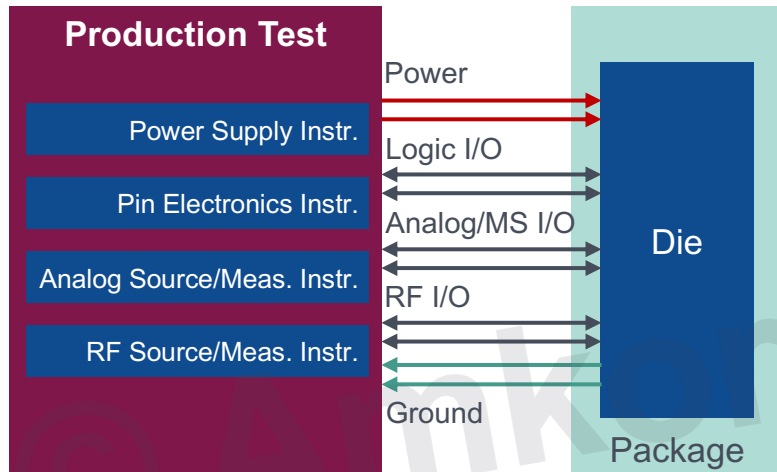 Production Test
Power Supply Instr.
Pin Electronics Instr.
Analog Source/Meas. Instr.
RF Source/Meas. Instr.
Power
Logic I/O
Analog/MS I/O
RF I/O
Ground
Die
Package
© Amkor